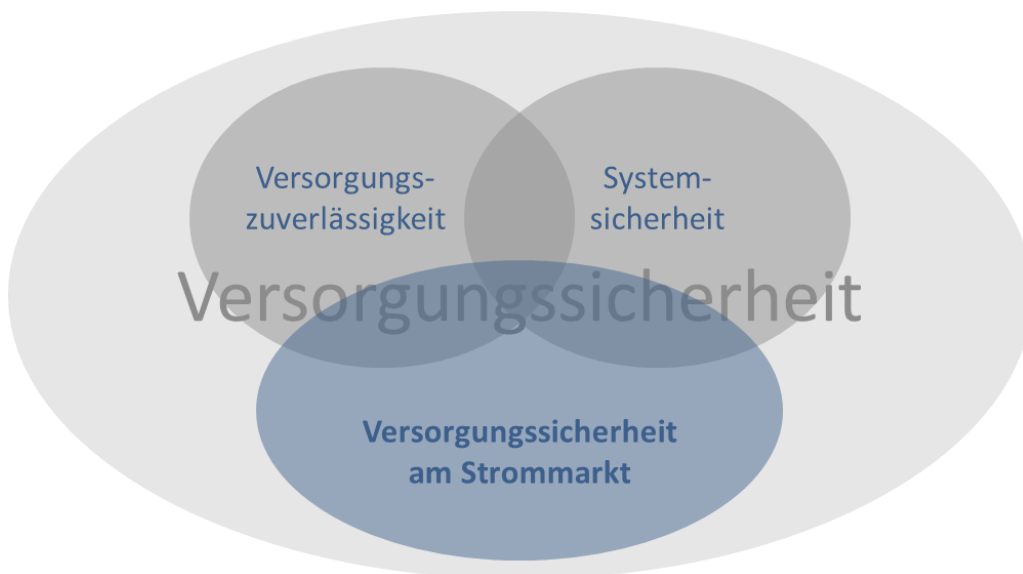 Versorgungs-
zuverlässigkeit
System-
sicherheit
Versorgungssicherheit
Versorgungssicherheit
am Strommarkt